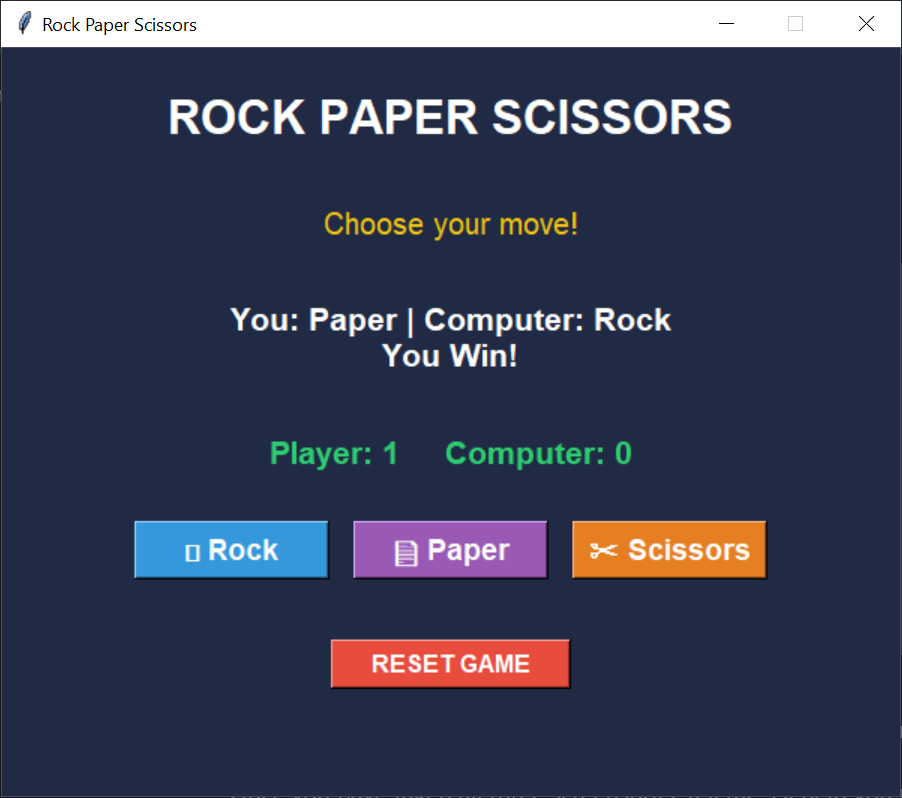 Rock Paper Scissors
ROCK PAPER SCISSORS
Choose your move!
You: Paper | Computer: Rock
You Win!
Player: 1 Computer: 0
Rock Paper Scissors
RESET GAME